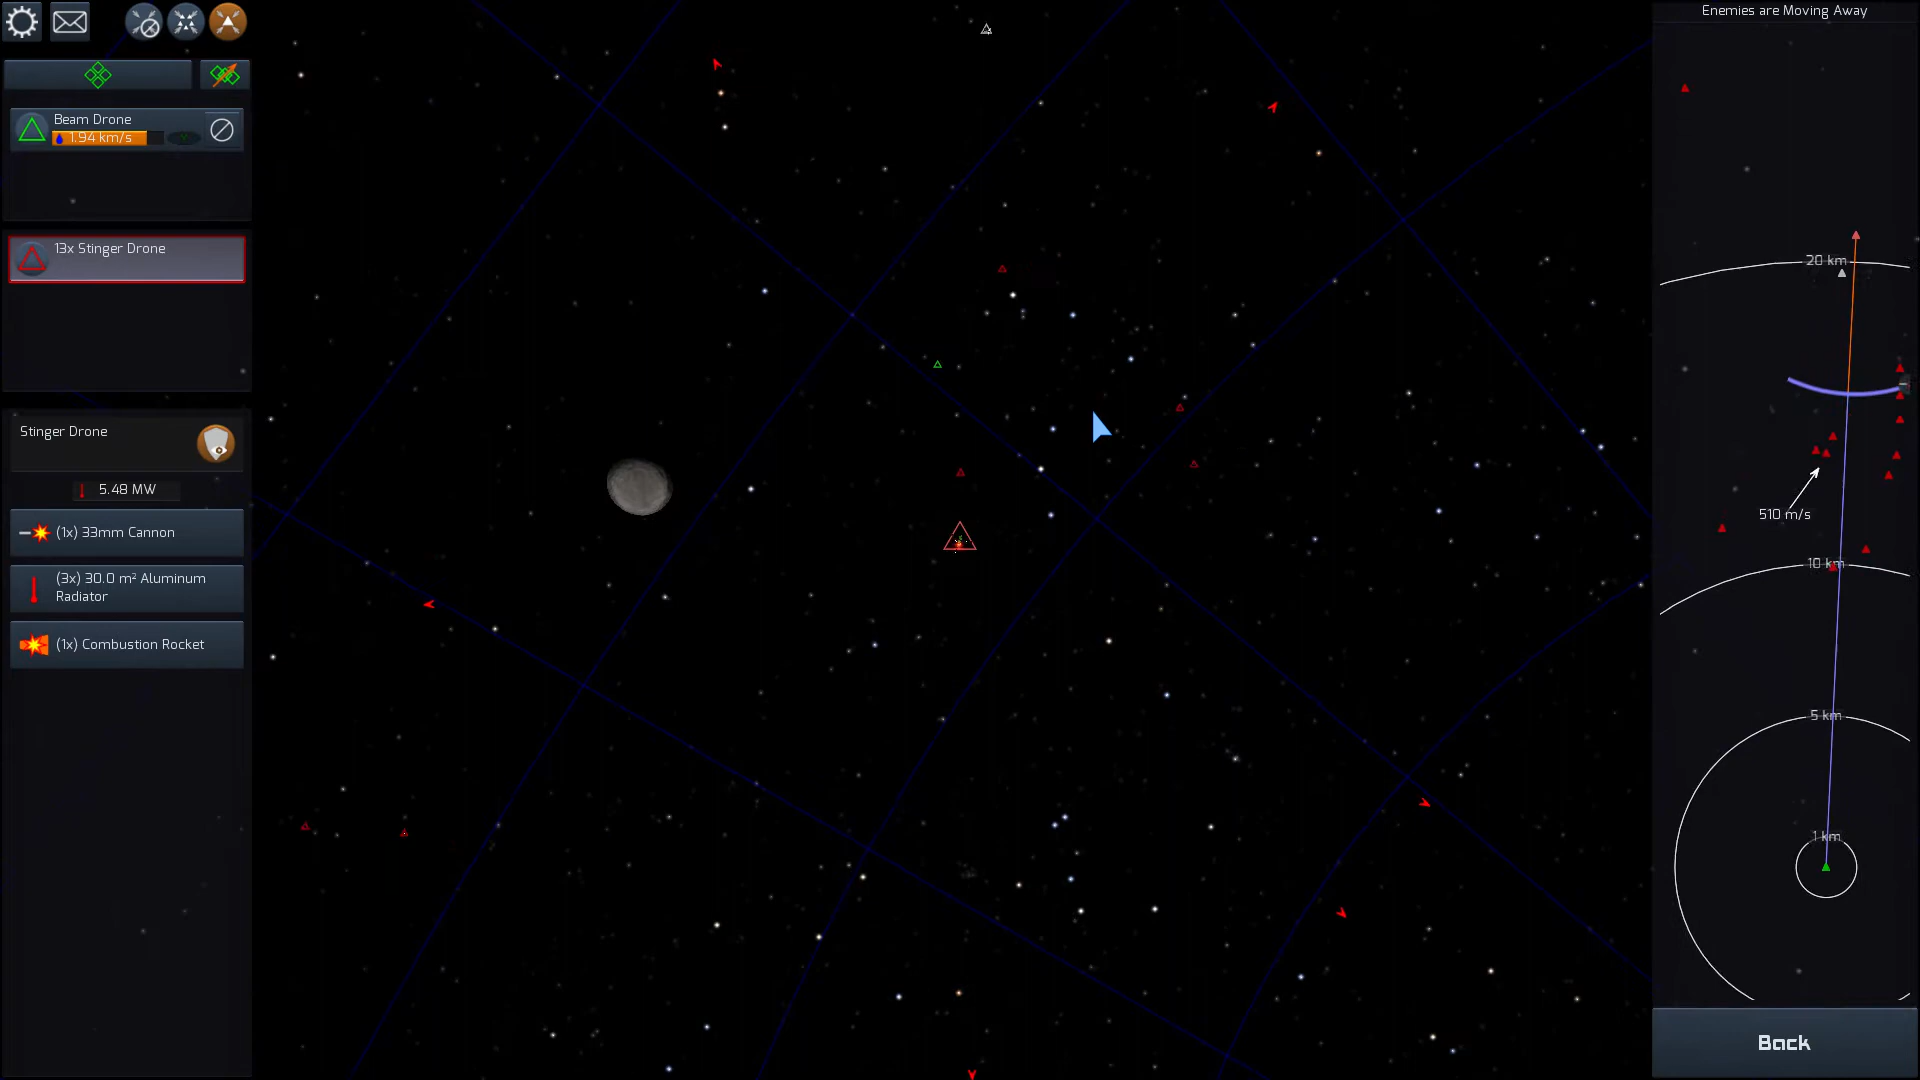 Enemies are Moving Away
Beam Drone
1.94 km/s
13x Stinger Drone
Stinger Drone
5.48 MW
(1x) 33mm Cannon
(3x) 30.0 m² Aluminum
Radiator
(1x) Combustion Rocket
20 km
510 m/s
10 km
5 km
1 km
Back